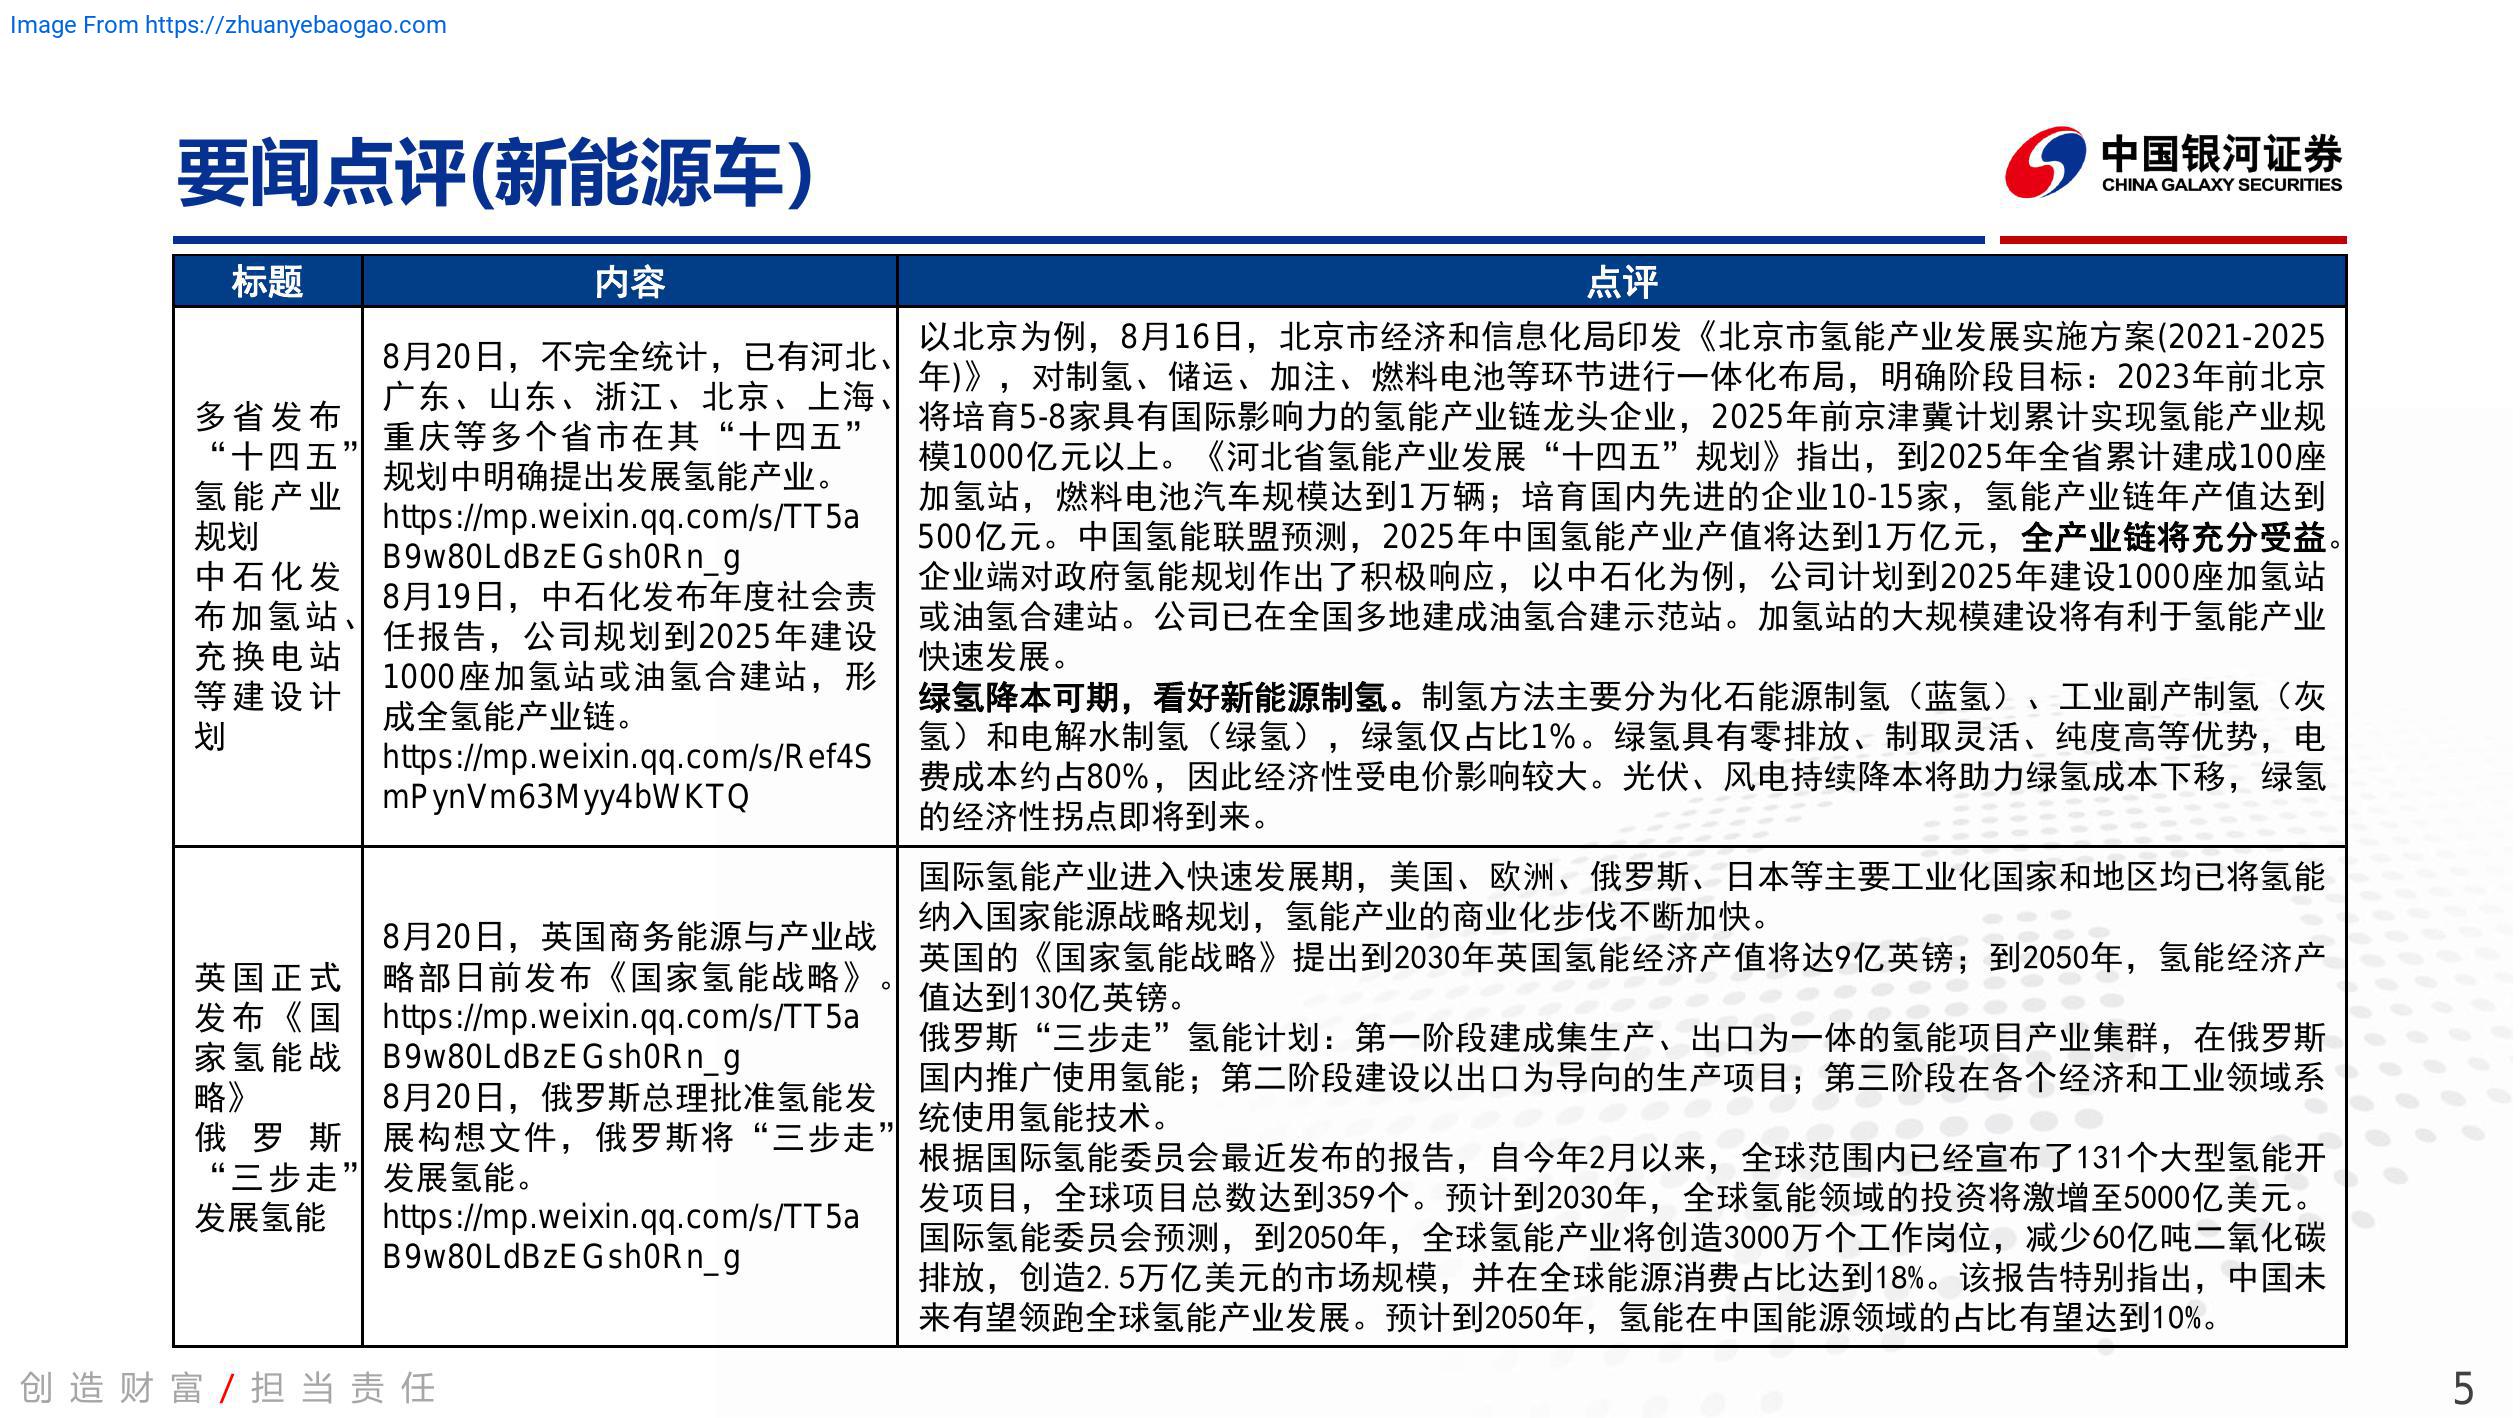 Image From https://zhuanyebaogao.com
要闻点评(新能源车)
中国银河证券
CHINA GALAXY SECURITIES
标题
内容
点评
多省发布
“十四五”
氢能产业
规划
中石化发
布加氢站、
充换电站
等建设计
划
8月20日，不完全统计，已有河北、
广东、山东、浙江、北京、上海、
重庆等多个省市在其“十四五”
规划中明确提出发展氢能产业。
https://mp.weixin.qq.com/s/TT5a
B9w80LdBzEGsh0Rn_g
8月19日，中石化发布年度社会责
任报告，公司规划到2025年建设
1000座加氢站或油氢合建站，形
成全氢能产业链。
https://mp.weixin.qq.com/s/Ref4S
mPynVm63Myy4bWKTQ
以北京为例，8月16日，北京市经济和信息化局印发《北京市氢能产业发展实施方案(2021-2025
年)》，对制氢、储运、加注、燃料电池等环节进行一体化布局，明确阶段目标：2023年前北京
将培育5-8家具有国际影响力的氢能产业链龙头企业，2025年前京津冀计划累计实现氢能产业规
模1000亿元以上。《河北省氢能产业发展“十四五”规划》指出，到2025年全省累计建成100座
加氢站，燃料电池汽车规模达到1万辆；培育国内先进的企业10-15家，氢能产业链年产值达到
500亿元。中国氢能联盟预测，2025年中国氢能产业产值将达到1万亿元，全产业链将充分受益。
企业端对政府氢能规划作出了积极响应，以中石化为例，公司计划到2025年建设1000座加氢站
或油氢合建站。公司已在全国多地建成油氢合建示范站。加氢站的大规模建设将有利于氢能产业
快速发展。
绿氢降本可期，看好新能源制氢。制氢方法主要分为化石能源制氢（蓝氢）、工业副产制氢（灰
氢）和电解水制氢（绿氢），绿氢仅占比1%。绿氢具有零排放、制取灵活、纯度高等优势，电
费成本约占80%，因此经济性受电价影响较大。光伏、风电持续降本将助力绿氢成本下移，绿氢
的经济性拐点即将到来。
英国正式
发布《国
家氢能战
略》
俄罗斯
“三步走”
发展氢能
8月20日，英国商务能源与产业战
略部日前发布《国家氢能战略》。
https://mp.weixin.qq.com/s/TT5a
B9w80LdBzEGsh0Rn_g
8月20日，俄罗斯总理批准氢能发
展构想文件，俄罗斯将“三步走”
发展氢能。
https://mp.weixin.qq.com/s/TT5a
B9w80LdBzEGsh0Rn_g
国际氢能产业进入快速发展期，美国、欧洲、俄罗斯、日本等主要工业化国家和地区均已将氢能
纳入国家能源战略规划，氢能产业的商业化步伐不断加快。
英国的《国家氢能战略》提出到2030年英国氢能经济产值将达9亿英镑；到2050年，氢能经济产
值达到130亿英镑。
俄罗斯“三步走”氢能计划：第一阶段建成集生产、出口为一体的氢能项目产业集群，在俄罗斯
国内推广使用氢能；第二阶段建设以出口为导向的生产项目；第三阶段在各个经济和工业领域系
统使用氢能技术。
根据国际氢能委员会最近发布的报告，自今年2月以来，全球范围内已经宣布了131个大型氢能开
发项目，全球项目总数达到359个。预计到2030年，全球氢能领域的投资将激增至5000亿美元。
国际氢能委员会预测，到2050年，全球氢能产业将创造3000万个工作岗位，减少60亿吨二氧化碳
排放，创造2.5万亿美元的市场规模，并在全球能源消费占比达到18%。该报告特别指出，中国未
来有望领跑全球氢能产业发展。预计到2050年，氢能在中国能源领域的占比有望达到10%。
创造财富/担当责任
5